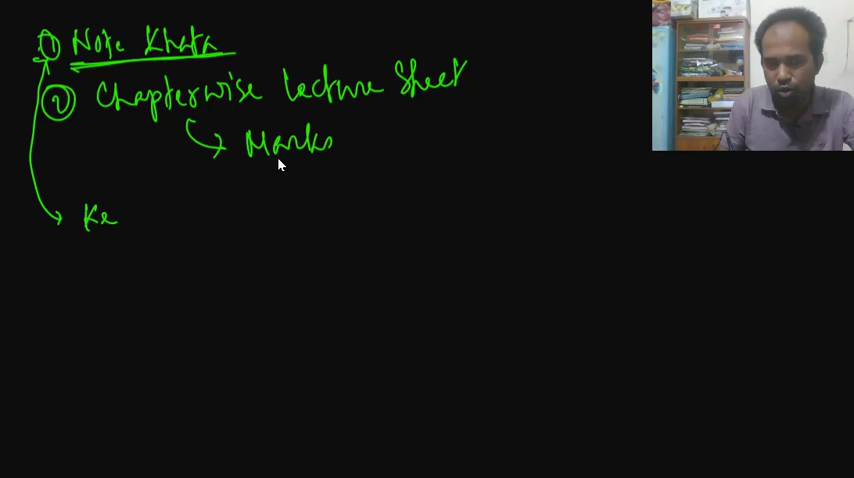 ① Note Khata
② Chapterwise lecture Sheet
→ Marks
→ Ke